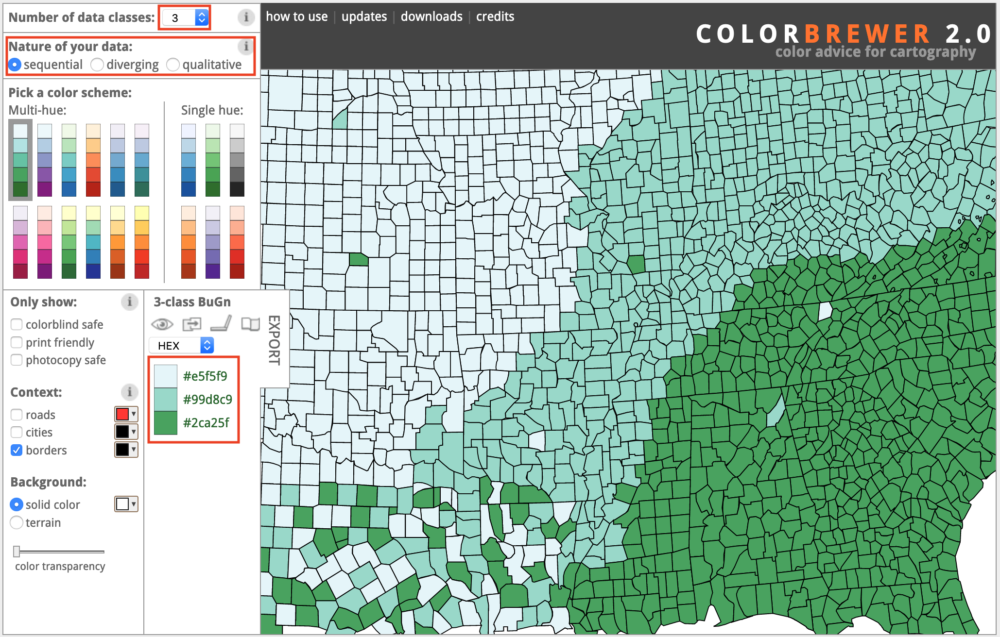 Number of data classes: 3 i
how to use | updates | downloads | credits
COLORBREWER 2.0
color advice for cartography
Nature of your data: i
sequential diverging qualitative
Pick a color scheme:
Multi-hue: Single hue:
Only show: i
colorblind safe
print friendly
photocopy safe
Context: i
roads
cities
borders
Background:
solid color
terrain
color transparency
3-class BuGn
HEX
#e5f5f9
#99d8c9
#2ca25f
EXPORT